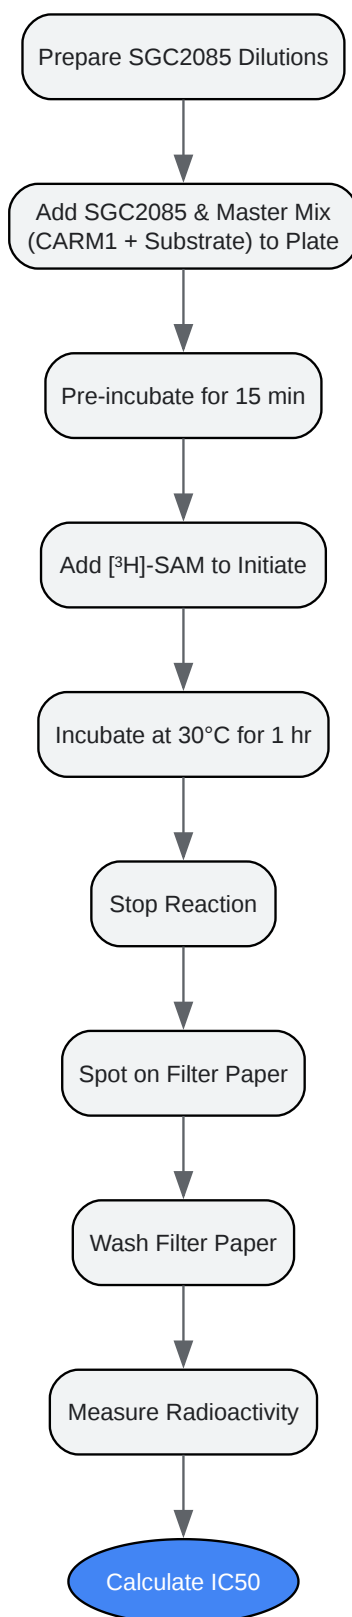 Prepare SGC2085 Dilutions
Add SGC2085 & Master Mix
(CARM1 + Substrate) to Plate
Pre-incubate for 15 min
Add [³H]-SAM to Initiate
Incubate at 30°C for 1 hr
Stop Reaction
Spot on Filter Paper
Wash Filter Paper
Measure Radioactivity
Calculate IC50